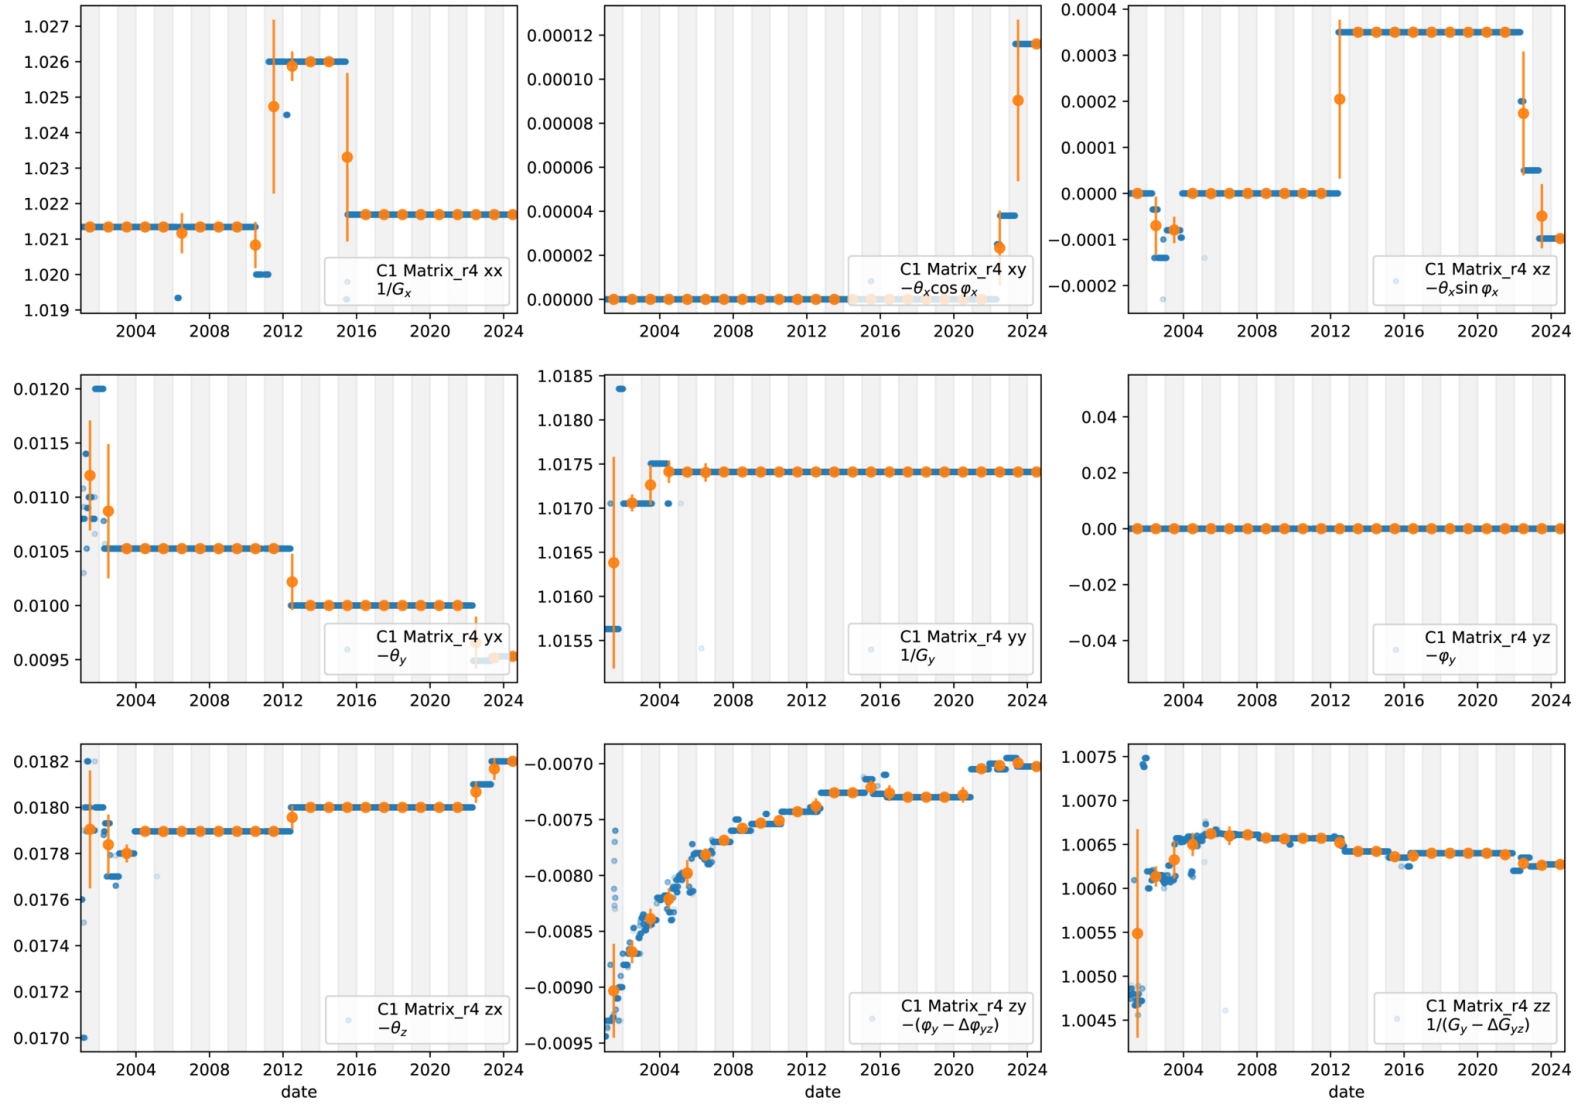 1.027
1.026
1.025
1.024
1.023
1.022
1.021
1.020
1.019
2004 2008 2012 2016 2020 2024
C1 Matrix_r4 xx
1/Gₓ
0.00012
0.00010
0.00008
0.00006
0.00004
0.00002
0.00000
2004 2008 2012 2016 2020 2024
C1 Matrix_r4 xy
−θₓcos φₓ
0.0004
0.0003
0.0002
0.0001
0.0000
−0.0001
−0.0002
2004 2008 2012 2016 2020 2024
C1 Matrix_r4 xz
−θₓsin φₓ
0.0120
0.0115
0.0110
0.0105
0.0100
0.0095
2004 2008 2012 2016 2020 2024
C1 Matrix_r4 yx
−θ_y
1.0185
1.0180
1.0175
1.0170
1.0165
1.0160
1.0155
2004 2008 2012 2016 2020 2024
C1 Matrix_r4 yy
1/G_y
0.04
0.02
0.00
−0.02
−0.04
2004 2008 2012 2016 2020 2024
C1 Matrix_r4 yz
−φ_y
0.0182
0.0180
0.0178
0.0176
0.0174
0.0172
0.0170
2004 2008 2012 2016 2020 2024
date
C1 Matrix_r4 zx
−θ_z
−0.0070
−0.0075
−0.0080
−0.0085
−0.0090
−0.0095
2004 2008 2012 2016 2020 2024
date
C1 Matrix_r4 zy
−(φ_y − Δφ_yz)
1.0075
1.0070
1.0065
1.0060
1.0055
1.0050
1.0045
2004 2008 2012 2016 2020 2024
date
C1 Matrix_r4 zz
1/(G_y − ΔG_yz)